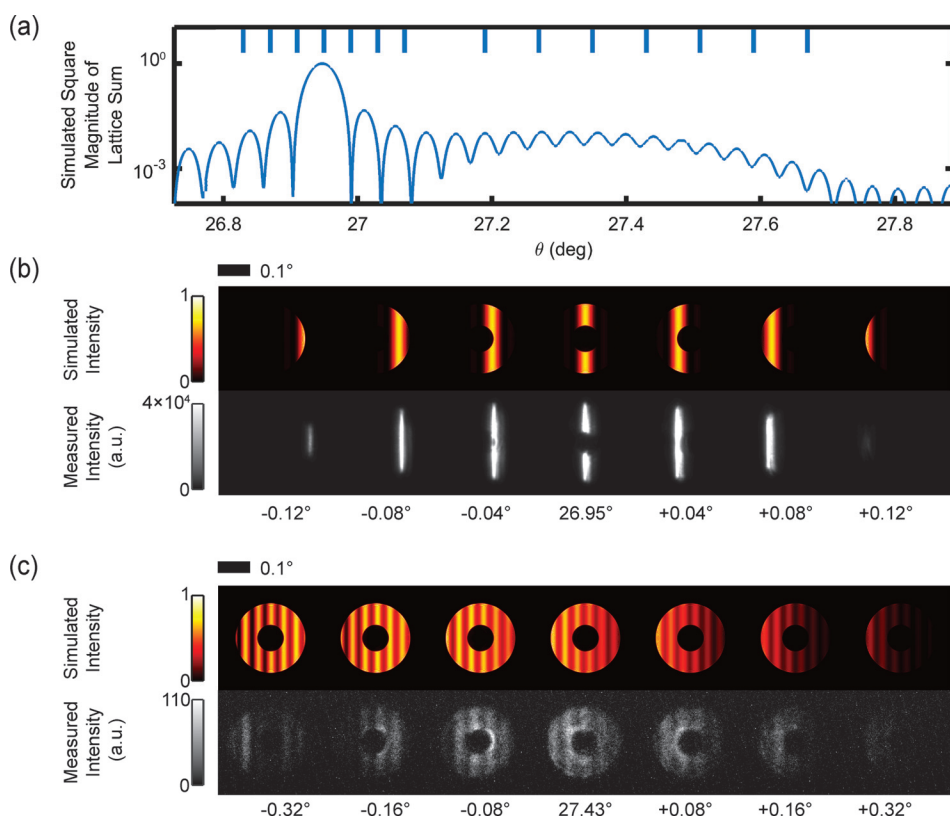 (a)
Simulated Square
Magnitude of
Lattice Sum
10⁰
10⁻³
26.8 27 27.2 27.4 27.6 27.8
θ (deg)
(b)
0.1°
Simulated
Intensity
1
0
Measured
Intensity
(a.u.)
4×10⁴
0
-0.12° -0.08° -0.04° 26.95° +0.04° +0.08° +0.12°
(c)
0.1°
Simulated
Intensity
1
0
Measured
Intensity
(a.u.)
110
0
-0.32° -0.16° -0.08° 27.43° +0.08° +0.16° +0.32°